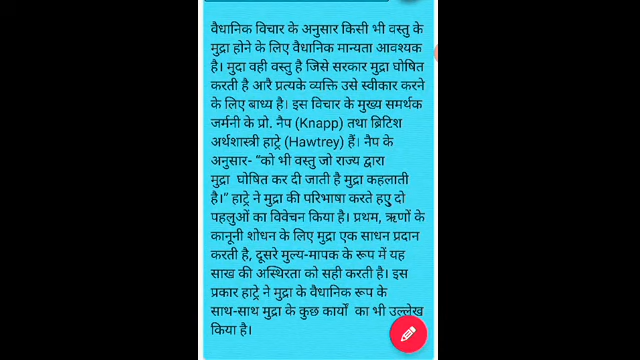 वैधानिक विचार के अनुसार किसी भी वस्तु के
मुद्रा होने के लिए वैधानिक मान्यता आवश्यक
है। मुदा वही वस्तु है जिसे सरकार मुद्रा घोषित
करती है आरै प्रत्यके व्यक्ति उसे स्वीकार करने
के लिए बाध्य है। इस विचार के मुख्य समर्थक
जर्मनी के प्रो. नैप (Knapp) तथा ब्रिटिश
अर्थशास्त्री हाट्रे (Hawtrey) हैं। नैप के
अनुसार- “को भी वस्तु जो राज्य द्वारा
मुद्रा घोषित कर दी जाती है मुद्रा कहलाती
है।” हाट्रे ने मुद्रा की परिभाषा करते हएु दो
पहलुओं का विवेचन किया है। प्रथम, ऋणों के
कानूनी शोधन के लिए मुद्रा एक साधन प्रदान
करती है, दूसरे मुल्य-मापक के रूप में यह
साख की अस्थिरता को सही करती है। इस
प्रकार हाट्रे ने मुद्रा के वैधानिक रूप के
साथ-साथ मुद्रा के कुछ कार्यों का भी उल्लेख
किया है।